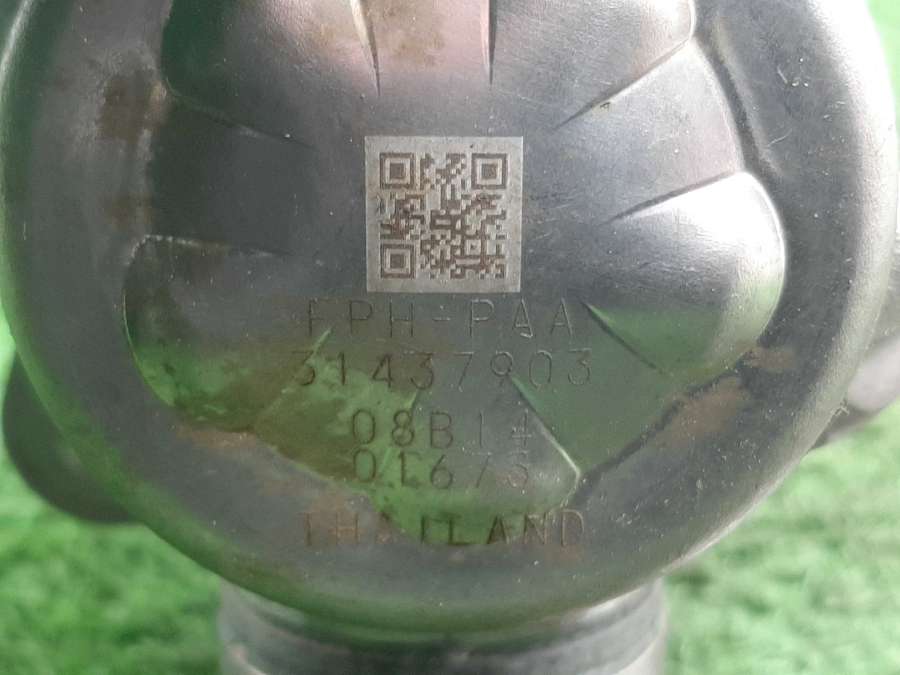 FPH-PAA
31437903
08B14
01673
THAILAND